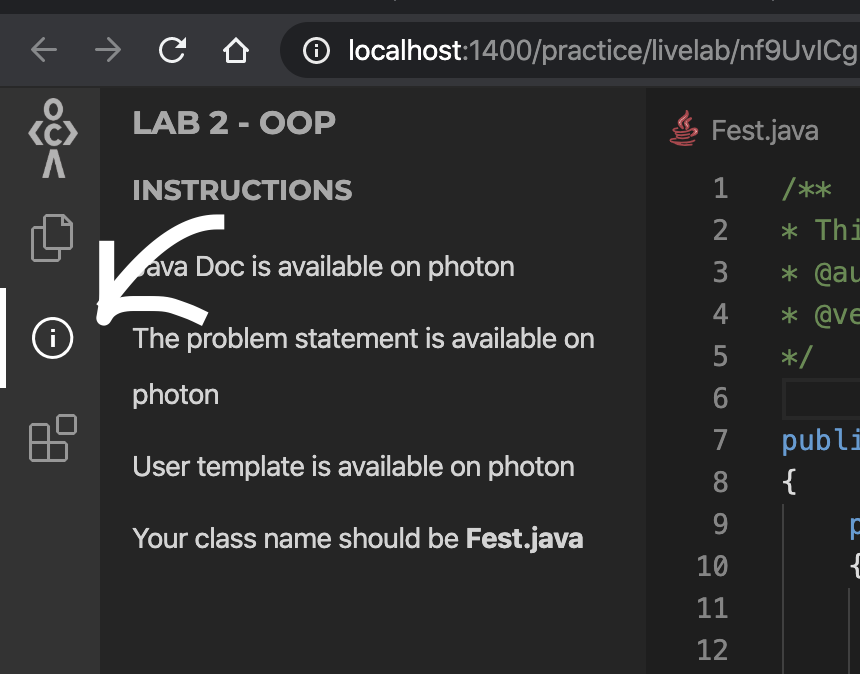 localhost:1400/practice/livelab/nf9UvICg
LAB 2 - OOP
INSTRUCTIONS
Java Doc is available on photon
The problem statement is available on
photon
User template is available on photon
Your class name should be Fest.java
Fest.java
1 /**
2 * Thi
3 * @au
4 * @ve
5 */
6
7 publi
8 {
9 p
10 {
11
12